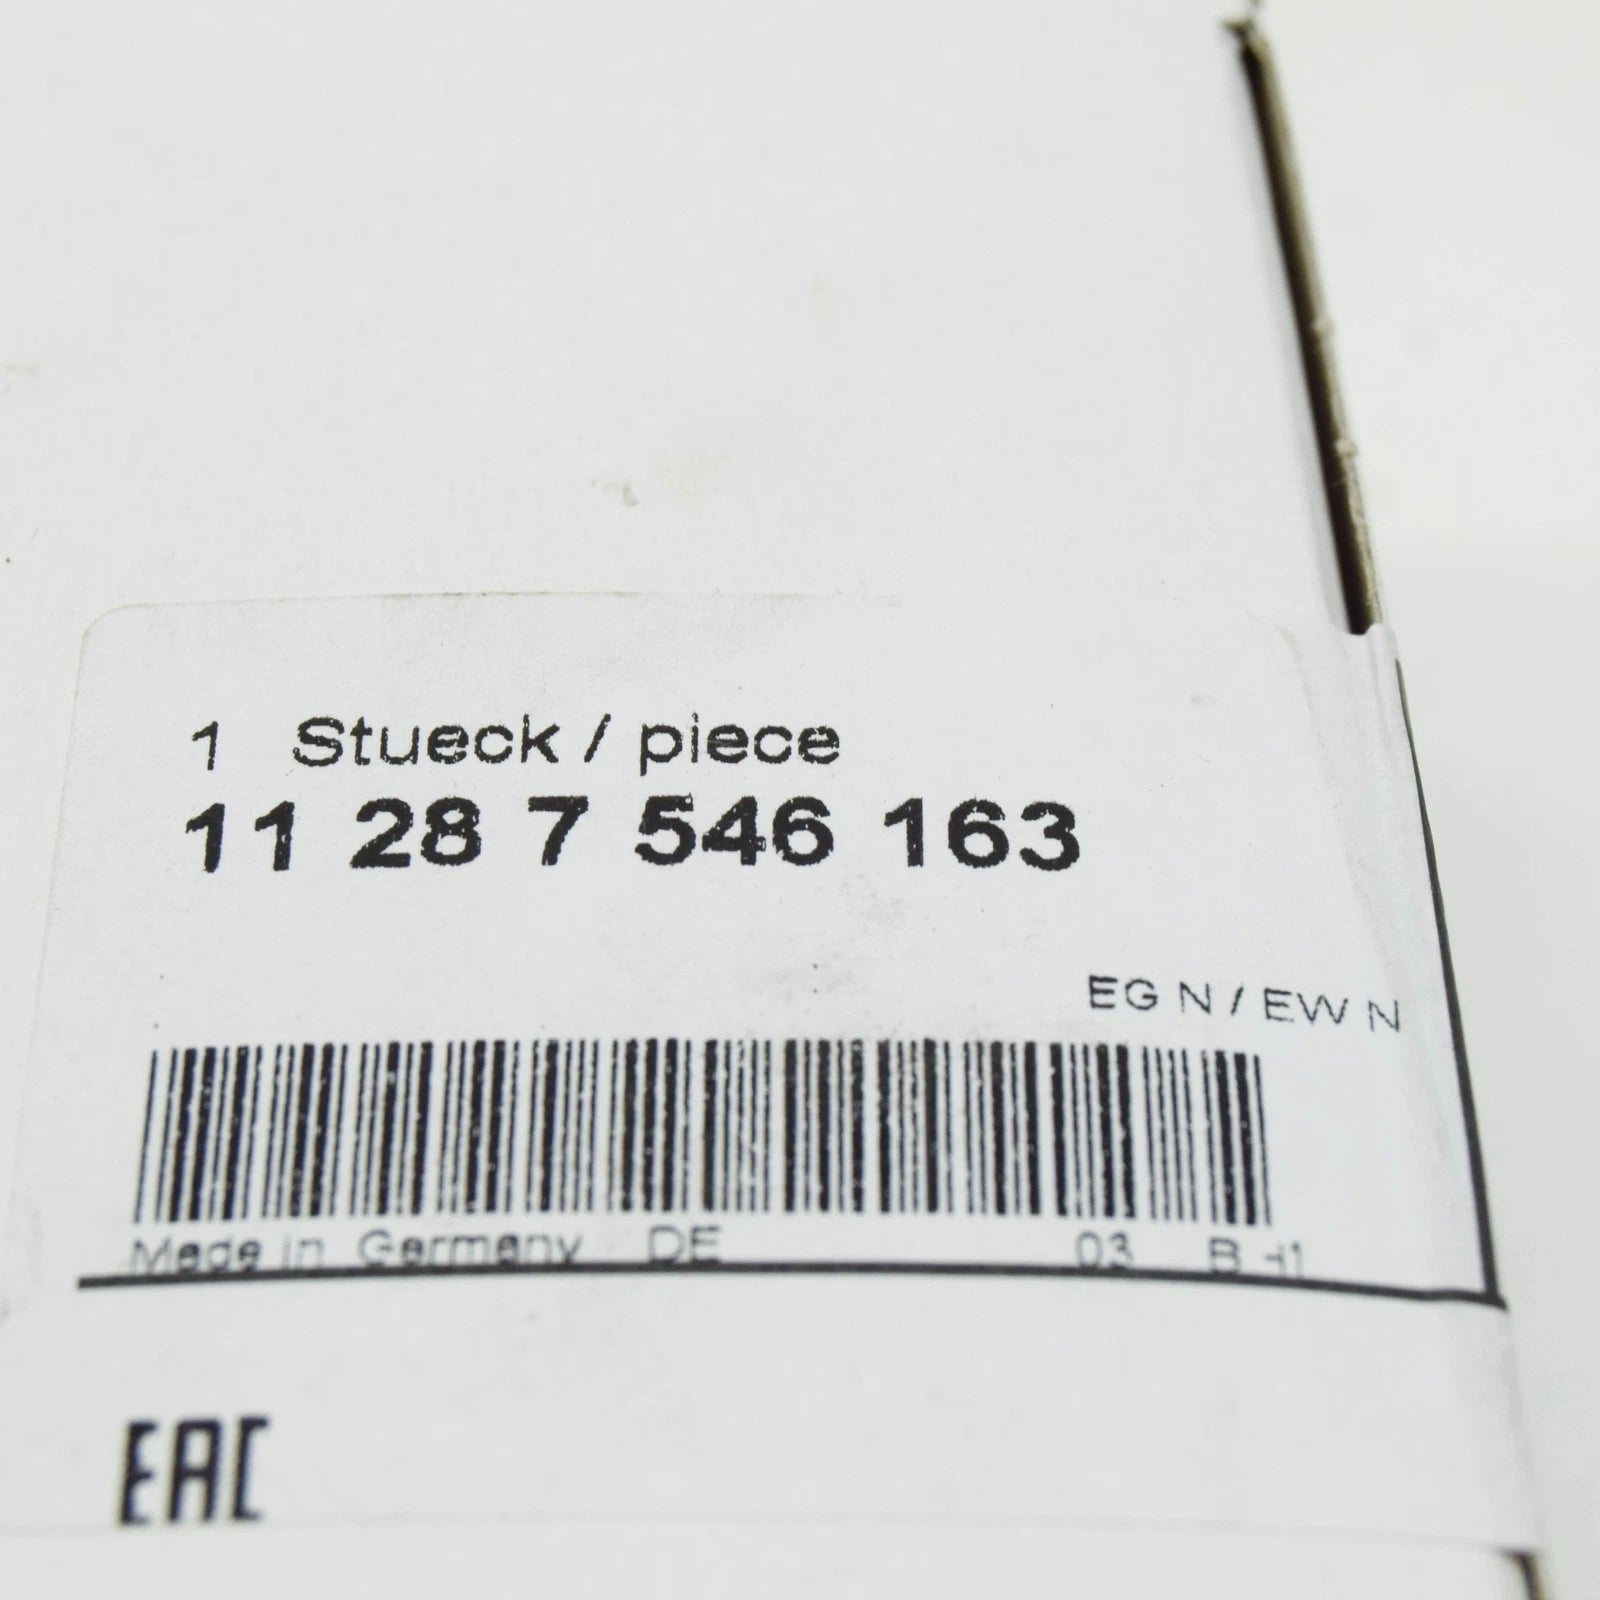 1 Stueck / piece
11 28 7 546 163
EG N / EW N
Made in Germany DE 03 B
EAC